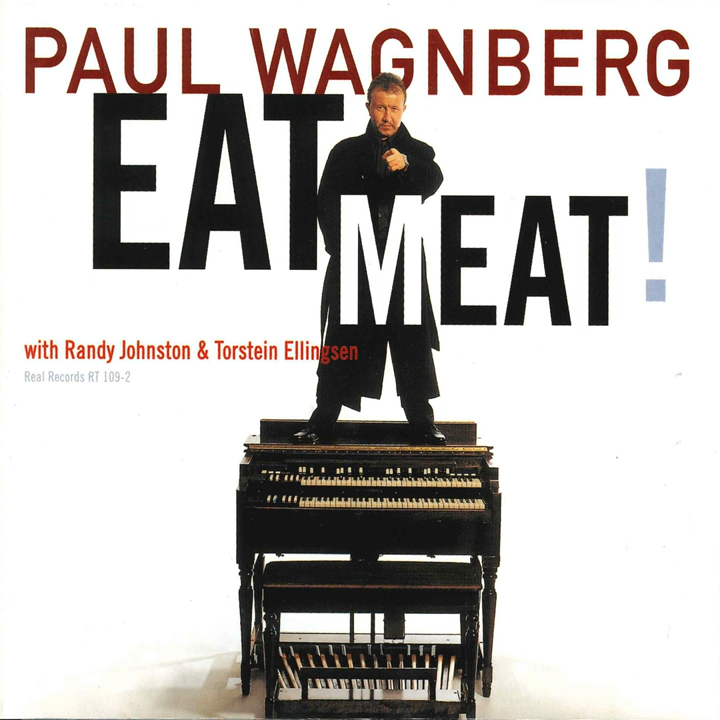 PAUL WAGNBERG
EAT
MEAT!
with Randy Johnston & Torstein Ellingsen
Real Records RT 109-2